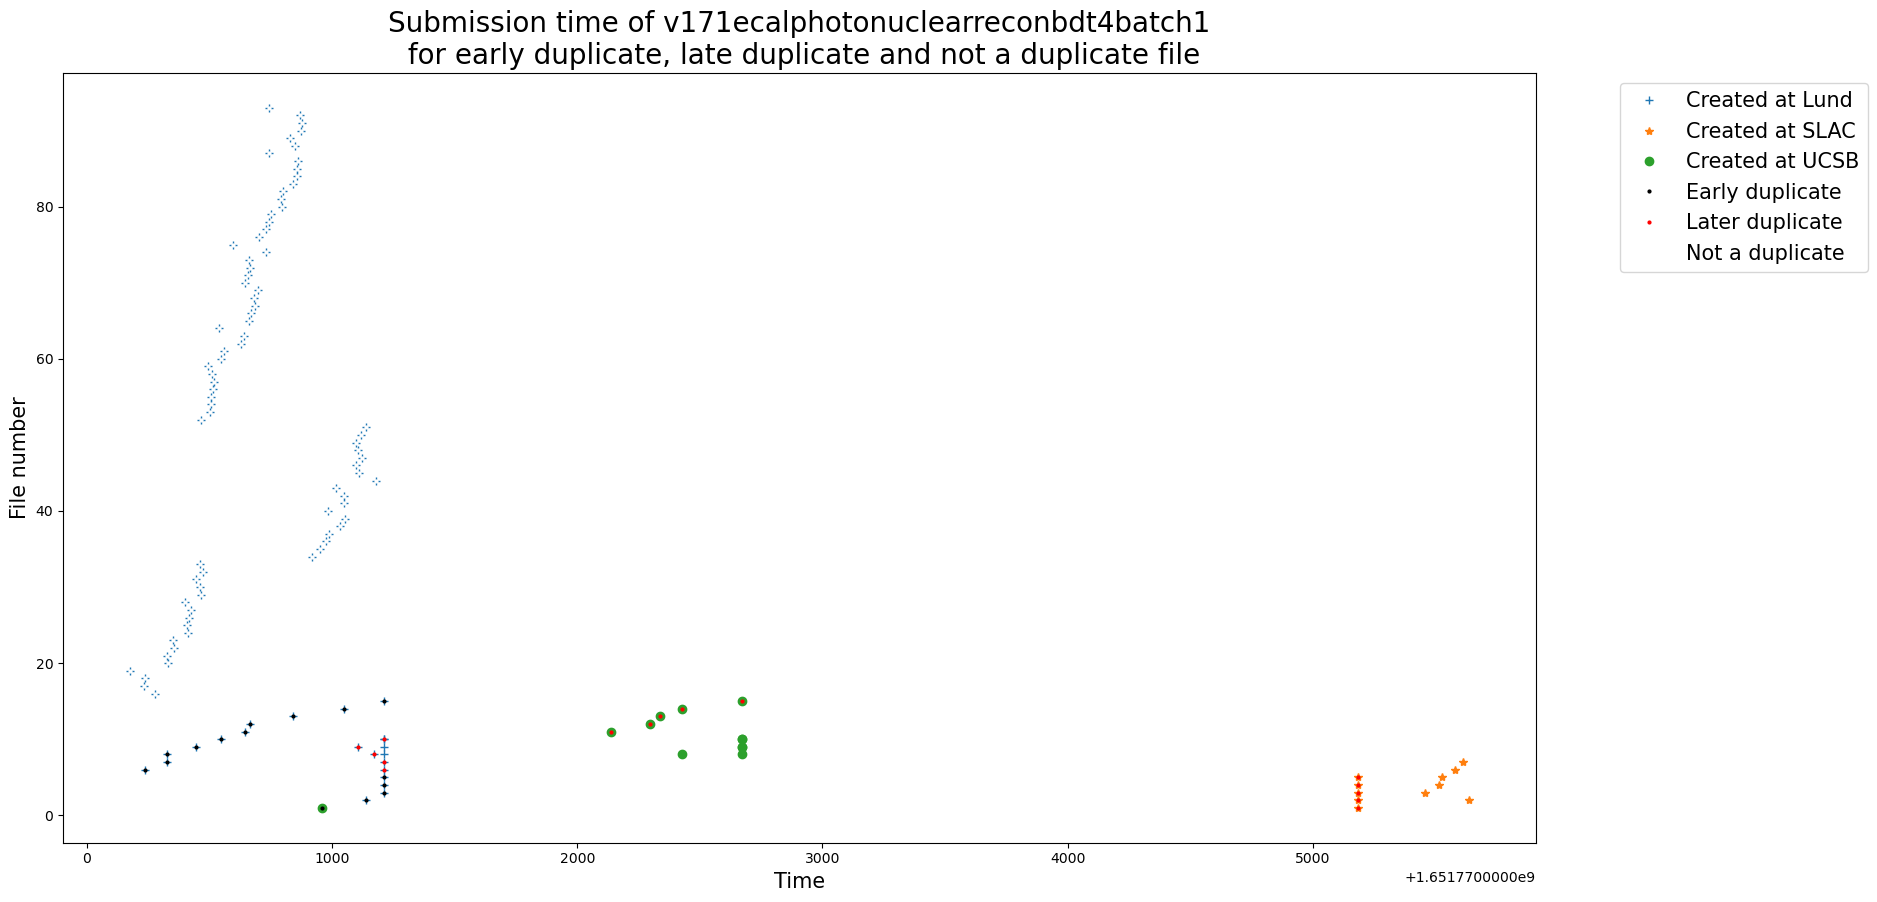 Submission time of v171ecalphotonuclearreconbdt4batch1
for early duplicate, late duplicate and not a duplicate file
Created at Lund
Created at SLAC
Created at UCSB
Early duplicate
Later duplicate
Not a duplicate
File number
80
60
40
20
0
0
1000
2000
3000
4000
5000
+1.6517700000e9
Time